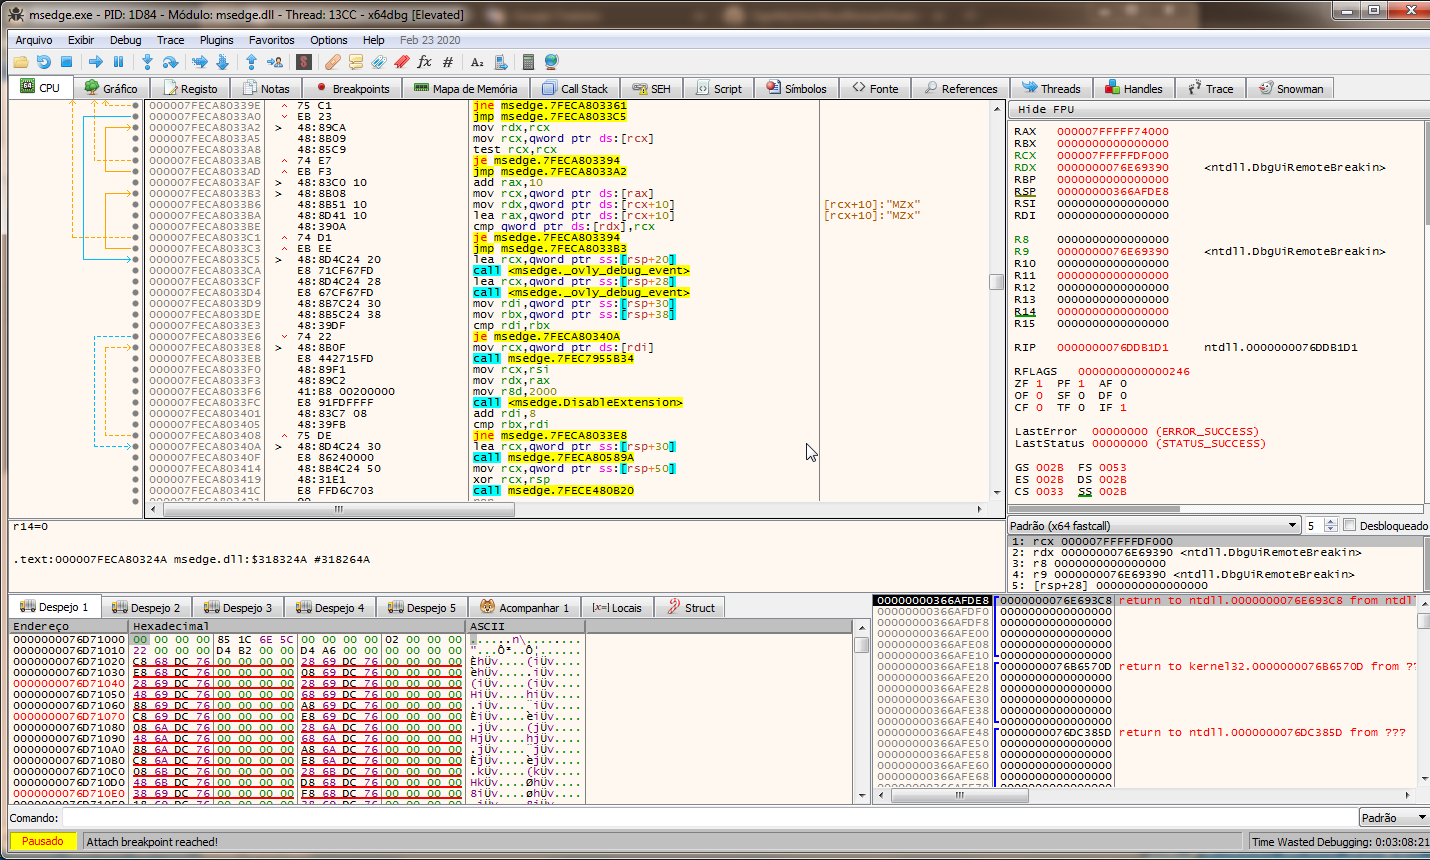 msedge.exe - PID: 1D84 - Módulo: msedge.dll - Thread: 13CC - x64dbg [Elevated]
Arquivo Exibir Debug Trace Plugins Favoritos Options Help Feb 23 2020
CPU Gráfico Registo Notas Breakpoints Mapa de Memória Call Stack SEH Script Símbolos Fonte References Threads Handles Trace Snowman
000007FECA80339E 75 C1 jne msedge.7FECA803361
000007FECA8033A0 EB 23 jmp msedge.7FECA8033C5
000007FECA8033A2 48:89CA mov rdx,rcx
000007FECA8033A5 48:8B09 mov rcx,qword ptr ds:[rcx]
000007FECA8033A8 48:85C9 test rcx,rcx
000007FECA8033AB 74 E7 je msedge.7FECA803394
000007FECA8033AD EB F3 jmp msedge.7FECA8033A2
000007FECA8033AF 48:83C0 10 add rax,10
000007FECA8033B3 48:8B08 mov rcx,qword ptr ds:[rax]
000007FECA8033B6 48:8B51 10 mov rdx,qword ptr ds:[rcx+10] [rcx+10]:"MZx"
000007FECA8033BA 48:8D41 10 lea rax,qword ptr ds:[rcx+10] [rcx+10]:"MZx"
000007FECA8033BE 48:390A cmp qword ptr ds:[rdx],rcx
000007FECA8033C1 74 D1 je msedge.7FECA803394
000007FECA8033C3 EB EE jmp msedge.7FECA8033B3
000007FECA8033C5 48:8D4C24 20 lea rcx,qword ptr ss:[rsp+20]
000007FECA8033CA E8 71CF67FD call <msedge._ovly_debug_event>
000007FECA8033CF 48:8D4C24 28 lea rcx,qword ptr ss:[rsp+28]
000007FECA8033D4 E8 67CF67FD call <msedge._ovly_debug_event>
000007FECA8033D9 48:8B7C24 30 mov rdi,qword ptr ss:[rsp+30]
000007FECA8033DE 48:8B5C24 38 mov rbx,qword ptr ss:[rsp+38]
000007FECA8033E3 48:39DF cmp rdi,rbx
000007FECA8033E6 74 22 je msedge.7FECA80340A
000007FECA8033E8 48:8B0F mov rcx,qword ptr ds:[rdi]
000007FECA8033EB E8 442715FD call msedge.7FEC7955B34
000007FECA8033F0 48:89F1 mov rcx,rsi
000007FECA8033F3 48:89C2 mov rdx,rax
000007FECA8033F6 41:B8 00200000 mov r8d,2000
000007FECA8033FC E8 91FDFFFF call <msedge.DisableExtension>
000007FECA803401 48:83C7 08 add rdi,8
000007FECA803405 48:39FB cmp rbx,rdi
000007FECA803408 75 DE jne msedge.7FECA8033E8
000007FECA80340A 48:8D4C24 30 lea rcx,qword ptr ss:[rsp+30]
000007FECA80340F E8 86240000 call msedge.7FECA80589A
000007FECA803414 48:8B4C24 50 mov rcx,qword ptr ss:[rsp+50]
000007FECA803419 48:31E1 xor rcx,rsp
000007FECA80341C E8 FFD6C703 call msedge.7FECE480B20
Hide FPU
RAX 000007FFFFF74000
RBX 0000000000000000
RCX 000007FFFFFDF000
RDX 0000000076E69390 <ntdll.DbgUiRemoteBreakin>
RBP 0000000000000000
RSP 00000000366AFDE8
RSI 0000000000000000
RDI 0000000000000000
R8 0000000000000000
R9 0000000076E69390 <ntdll.DbgUiRemoteBreakin>
R10 0000000000000000
R11 0000000000000000
R12 0000000000000000
R13 0000000000000000
R14 0000000000000000
R15 0000000000000000
RIP 0000000076DDB1D1 ntdll.0000000076DDB1D1
RFLAGS 0000000000000246
ZF 1 PF 1 AF 0
OF 0 SF 0 DF 0
CF 0 TF 0 IF 1
LastError 00000000 (ERROR_SUCCESS)
LastStatus 00000000 (STATUS_SUCCESS)
GS 002B FS 0053
ES 002B DS 002B
CS 0033 SS 002B
r14=0
.text:000007FECA80324A msedge.dll:$318324A #318264A
Padrão (x64 fastcall) 5 Desbloqueado
1: rcx 000007FFFFFDF000
2: rdx 0000000076E69390 <ntdll.DbgUiRemoteBreakin>
3: r8 0000000000000000
4: r9 0000000076E69390 <ntdll.DbgUiRemoteBreakin>
5: [rsp+28] 0000000000000000
Despejo 1 Despejo 2 Despejo 3 Despejo 4 Despejo 5 Acompanhar 1 [x=] Locais Struct
Endereço Hexadecimal ASCII
0000000076D71000 00 00 00 00 85 1C 6E 5C 00 00 00 00 02 00 00 00 ......n\........
0000000076D71010 22 00 00 00 D4 B2 00 00 D4 A6 00 00 00 00 00 00 "...Ô²..Ô¦......
0000000076D71020 C8 68 DC 76 00 00 00 00 28 69 DC 76 00 00 00 00 ÈhÜv....(iÜv....
0000000076D71030 E8 68 DC 76 00 00 00 00 08 69 DC 76 00 00 00 00 èhÜv.....iÜv....
0000000076D71040 28 69 DC 76 00 00 00 00 28 69 DC 76 00 00 00 00 (iÜv....(iÜv....
0000000076D71050 48 69 DC 76 00 00 00 00 68 69 DC 76 00 00 00 00 HiÜv....hiÜv....
0000000076D71060 88 69 DC 76 00 00 00 00 A8 69 DC 76 00 00 00 00 .iÜv....¨iÜv....
0000000076D71070 C8 69 DC 76 00 00 00 00 E8 69 DC 76 00 00 00 00 ÈiÜv....èiÜv....
0000000076D71080 08 6A DC 76 00 00 00 00 28 6A DC 76 00 00 00 00 .jÜv....(jÜv....
0000000076D71090 48 6A DC 76 00 00 00 00 68 6A DC 76 00 00 00 00 HjÜv....hjÜv....
0000000076D710A0 88 6A DC 76 00 00 00 00 A8 6A DC 76 00 00 00 00 .jÜv....¨jÜv....
0000000076D710B0 C8 6A DC 76 00 00 00 00 E8 6A DC 76 00 00 00 00 ÈjÜv....èjÜv....
0000000076D710C0 08 6B DC 76 00 00 00 00 28 6B DC 76 00 00 00 00 .kÜv....(kÜv....
0000000076D710D0 48 6B DC 76 00 00 00 00 D8 68 DC 76 00 00 00 00 HkÜv....ØhÜv....
0000000076D710E0 38 69 DC 76 00 00 00 00 F8 68 DC 76 00 00 00 00 8iÜv....øhÜv....
00000000366AFDE8 0000000076E693C8 return to ntdll.0000000076E693C8 from ntdll
00000000366AFDF0 0000000000000000
00000000366AFDF8 0000000000000000
00000000366AFE00 0000000000000000
00000000366AFE08 0000000000000000
00000000366AFE10 0000000000000000
00000000366AFE18 0000000076B6570D return to kernel32.0000000076B6570D from ??
00000000366AFE20 0000000000000000
00000000366AFE28 0000000000000000
00000000366AFE30 0000000000000000
00000000366AFE38 0000000000000000
00000000366AFE40 0000000000000000
00000000366AFE48 0000000076DC385D return to ntdll.0000000076DC385D from ???
00000000366AFE50 0000000000000000
00000000366AFE58 0000000000000000
00000000366AFE60 0000000000000000
00000000366AFE68 0000000000000000
Comando: Padrão
Pausado Attach breakpoint reached! Time Wasted Debugging: 0:03:08:21